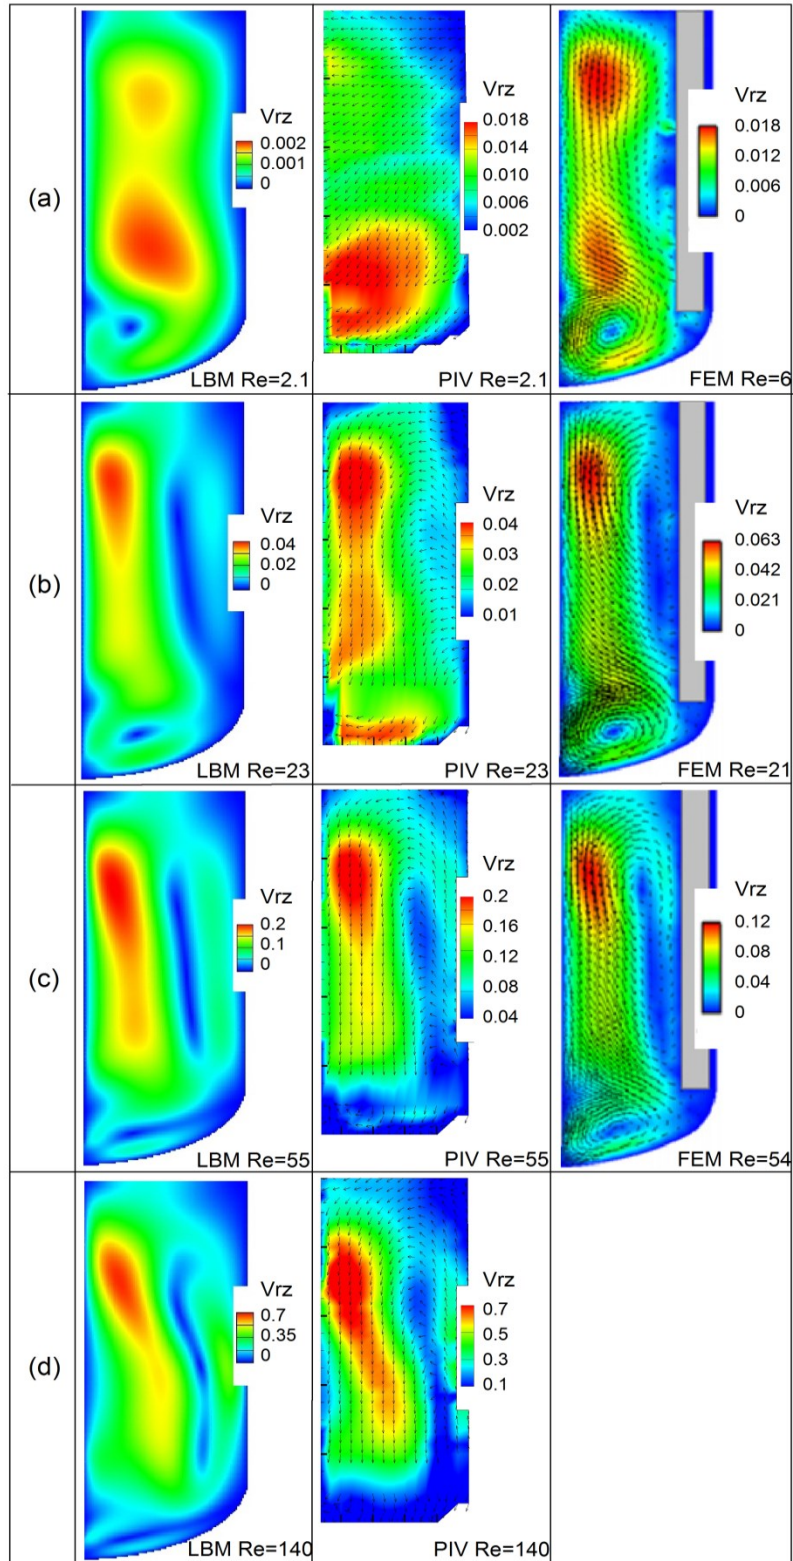 (a)
Vrz
0.002
0.001
0
LBM Re=2.1
Vrz
0.018
0.014
0.010
0.006
0.002
PIV Re=2.1
Vrz
0.018
0.012
0.006
0
FEM Re=6
(b)
Vrz
0.04
0.02
0
LBM Re=23
Vrz
0.04
0.03
0.02
0.01
PIV Re=23
Vrz
0.063
0.042
0.021
0
FEM Re=21
(c)
Vrz
0.2
0.1
0
LBM Re=55
Vrz
0.2
0.16
0.12
0.08
0.04
PIV Re=55
Vrz
0.12
0.08
0.04
0
FEM Re=54
(d)
Vrz
0.7
0.35
0
LBM Re=140
Vrz
0.7
0.5
0.3
0.1
PIV Re=140